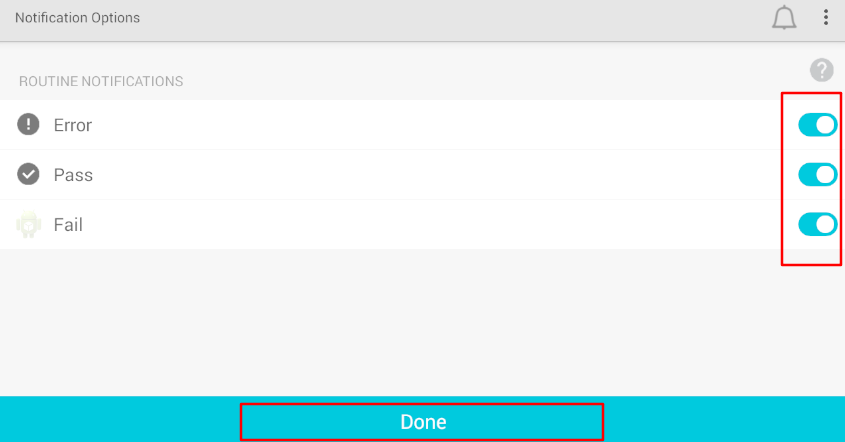 Notification Options
ROUTINE NOTIFICATIONS
Error
Pass
Fail
Done